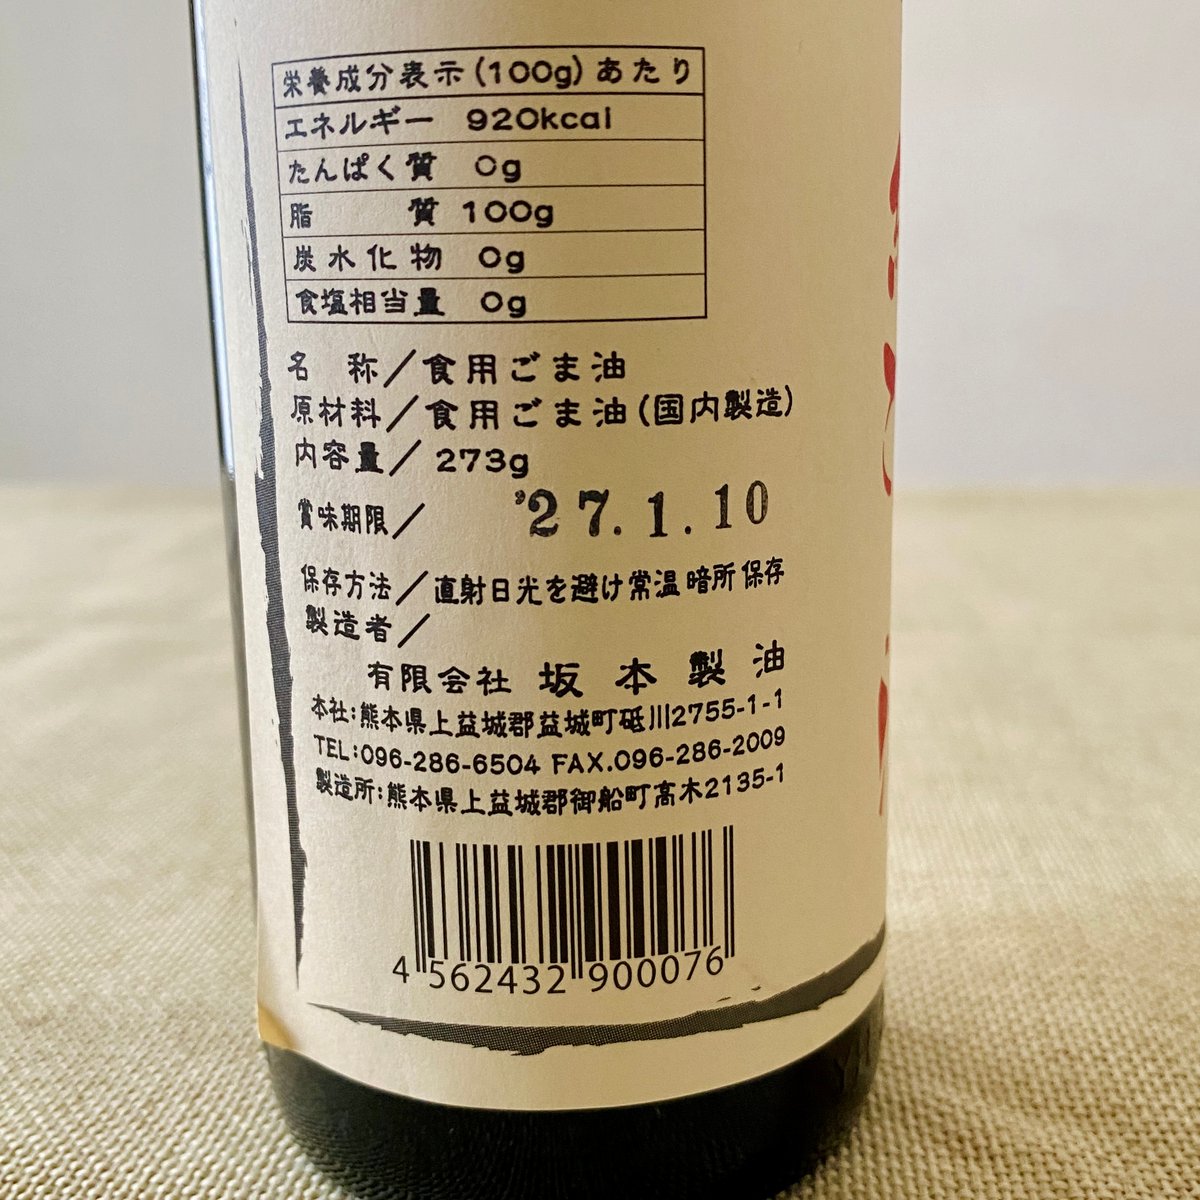 栄養成分表示(100g)あたり
エネルギー 920kcal
たんぱく質 0g
脂質 100g
炭水化物 0g
食塩相当量 0g
名称/食用ごま油
原材料/食用ごま油(国内製造)
内容量/273g
賞味期限/'27.1.10
保存方法/直射日光を避け常温暗所保存
製造者/
有限会社 坂本製油
本社:熊本県上益城郡益城町砥川2755-1-1
TEL:096-286-6504 FAX.096-286-2009
製造所:熊本県上益城郡御船町高木2135-1
4 562432 900076